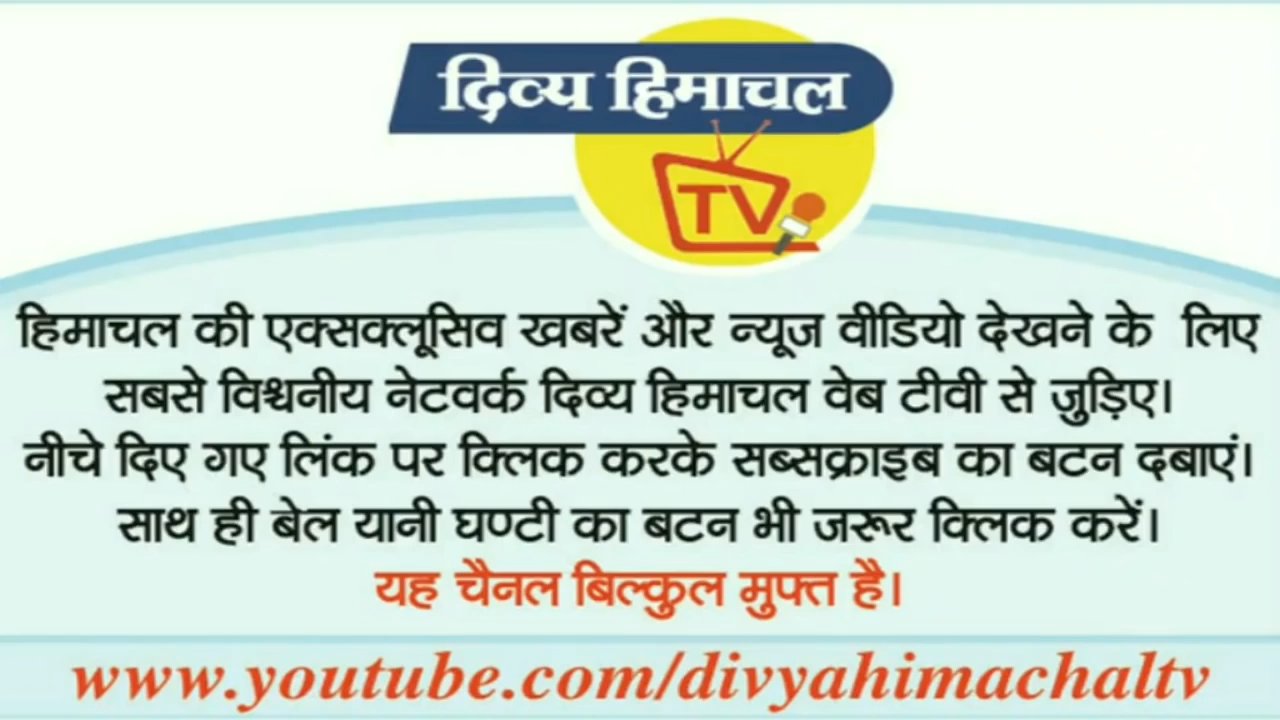 दिव्य हिमाचल
TV
हिमाचल की एक्सक्लूसिव खबरें और न्यूज वीडियो देखने के लिए
सबसे विश्वनीय नेटवर्क दिव्य हिमाचल वेब टीवी से जुड़िए।
नीचे दिए गए लिंक पर क्लिक करके सब्सक्राइब का बटन दबाएं।
साथ ही बेल यानी घण्टी का बटन भी जरूर क्लिक करें।
यह चैनल बिल्कुल मुफ्त है।
www.youtube.com/divyahimachaltv